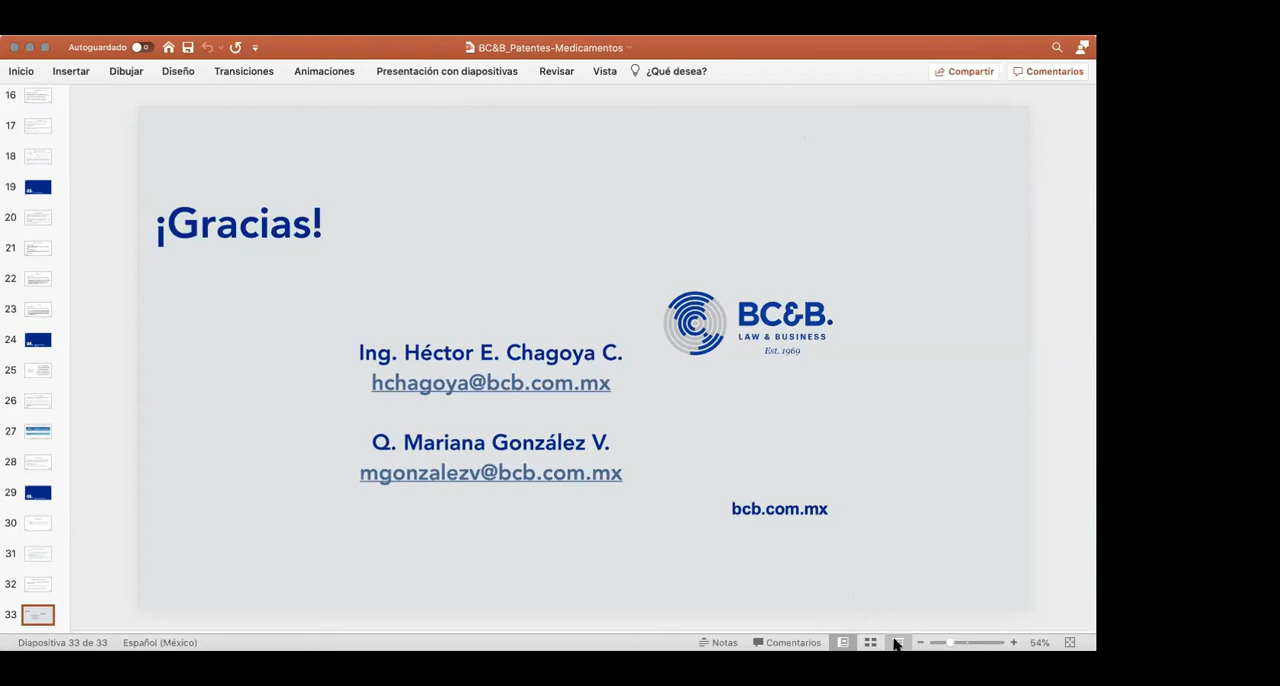 Autoguardado
BC&B_Patentes-Medicamentos
Inicio Insertar Dibujar Diseño Transiciones Animaciones Presentación con diapositivas Revisar Vista ¿Qué desea? Compartir Comentarios
16
17
18
19
20
21
22
23
24
25
26
27
28
29
30
31
32
33
¡Gracias!
BC&B.
LAW & BUSINESS
Est. 1969
Ing. Héctor E. Chagoya C.
hchagoya@bcb.com.mx
Q. Mariana González V.
mgonzalezv@bcb.com.mx
bcb.com.mx
Diapositiva 33 de 33 Español (México) Notas Comentarios 54%